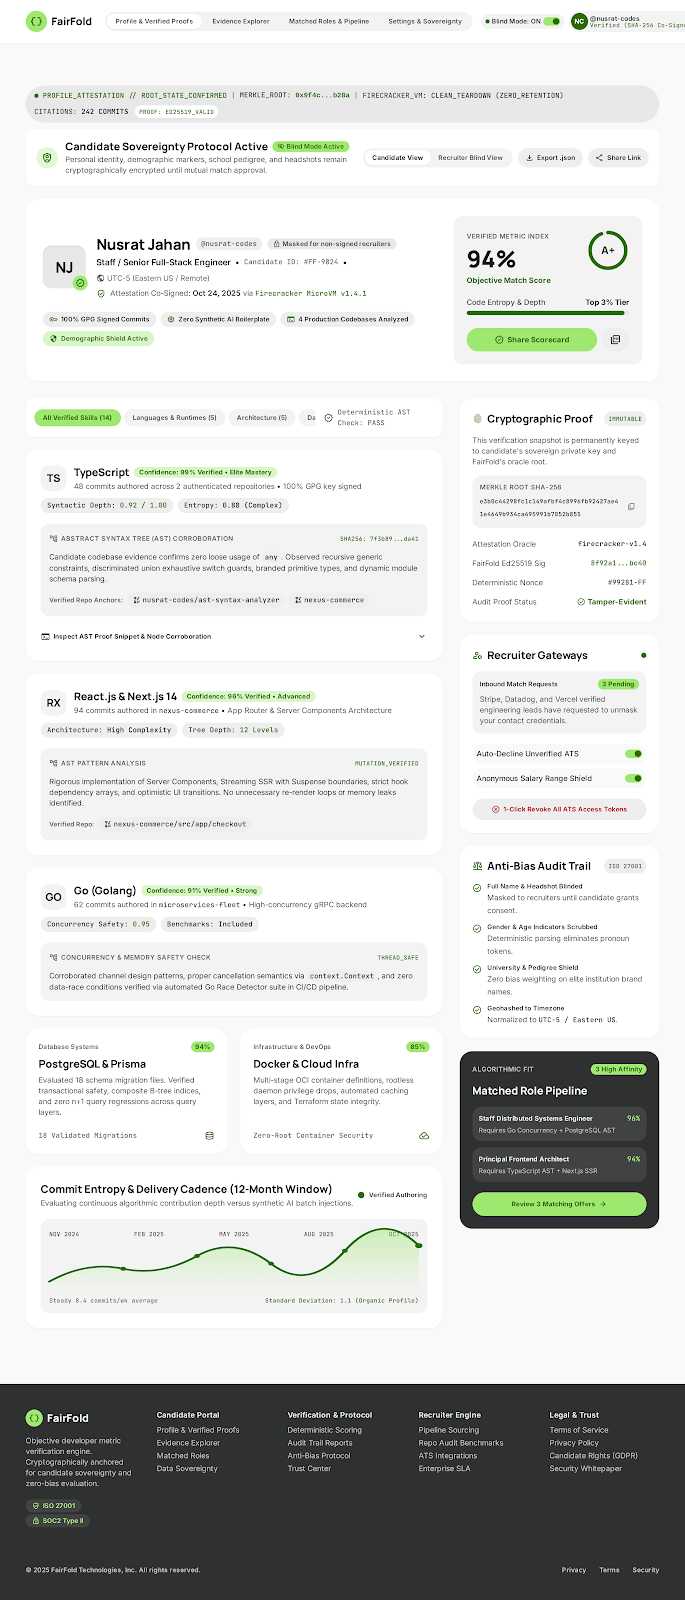 FairFold
Profile & Verified Proofs
Evidence Explorer
Matched Roles & Pipeline
Settings & Sovereignty
Blind Mode: ON
NC
@nusrat-codes
Verified (SHA-256 Co-Sign
PROFILE_ATTESTATION // ROOT_STATE_CONFIRMED | MERKLE_ROOT: 0x9f4c...b28a | FIRECRACKER_VM: CLEAN_TEARDOWN (ZERO_RETENTION)
CITATIONS: 242 COMMITS PROOF: ED25519_VALID
Candidate Sovereignty Protocol Active
Blind Mode Active
Personal identity, demographic markers, school pedigree, and headshots remain
cryptographically encrypted until mutual match approval.
Candidate View
Recruiter Blind View
Export .json
Share Link
NJ
Nusrat Jahan
@nusrat-codes
Masked for non-signed recruiters
Staff / Senior Full-Stack Engineer • Candidate ID: #FF-9824 •
UTC-5 (Eastern US / Remote)
Attestation Co-Signed: Oct 24, 2025 via Firecracker MicroVM v1.4.1
100% GPG Signed Commits
Zero Synthetic AI Boilerplate
4 Production Codebases Analyzed
Demographic Shield Active
VERIFIED METRIC INDEX
94%
Objective Match Score
A+
Code Entropy & Depth
Top 3% Tier
Share Scorecard
All Verified Skills (14)
Languages & Runtimes (5)
Architecture (5)
Da
Deterministic AST
Check: PASS
TS
TypeScript
Confidence: 99% Verified • Elite Mastery
48 commits authored across 2 authenticated repositories • 100% GPG key signed
Syntactic Depth: 0.92 / 1.00
Entropy: 0.88 (Complex)
ABSTRACT SYNTAX TREE (AST) CORROBORATION
SHA256: 7f3b89...da41
Candidate codebase evidence confirms zero loose usage of any . Observed recursive generic
constraints, discriminated union exhaustive switch guards, branded primitive types, and dynamic module
schema parsing.
Verified Repo Anchors:
nusrat-codes/ast-syntax-analyzer
nexus-commerce
Inspect AST Proof Snippet & Node Corroboration
RX
React.js & Next.js 14
Confidence: 96% Verified • Advanced
94 commits authored in nexus-commerce • App Router & Server Components Architecture
Architecture: High Complexity
Tree Depth: 12 Levels
AST PATTERN ANALYSIS
MUTATION_VERIFIED
Rigorous implementation of Server Components, Streaming SSR with Suspense boundaries, strict hook
dependency arrays, and optimistic UI transitions. No unnecessary re-render loops or memory leaks
identified.
Verified Repo:
nexus-commerce/src/app/checkout
GO
Go (Golang)
Confidence: 91% Verified • Strong
62 commits authored in microservices-fleet • High-concurrency gRPC backend
Concurrency Safety: 0.95
Benchmarks: Included
CONCURRENCY & MEMORY SAFETY CHECK
THREAD_SAFE
Corroborated channel design patterns, proper cancellation semantics via context.Context , and zero
data-race conditions verified via automated Go Race Detector suite in CI/CD pipeline.
Database Systems
94%
PostgreSQL & Prisma
Evaluated 18 schema migration files. Verified
transactional safety, composite B-tree indices,
and zero n+1 query regressions across query
layers.
18 Validated Migrations
Infrastructure & DevOps
85%
Docker & Cloud Infra
Multi-stage OCI container definitions, rootless
daemon privilege drops, automated caching
layers, and Terraform state integrity.
Zero-Root Container Security
Commit Entropy & Delivery Cadence (12-Month Window)
Evaluating continuous algorithmic contribution depth versus synthetic AI batch injections.
Verified Authoring
NOV 2024
FEB 2025
MAY 2025
AUG 2025
OCT 2025
Steady 8.4 commits/wk average
Standard Deviation: 1.1 (Organic Profile)
Cryptographic Proof
IMMUTABLE
This verification snapshot is permanently keyed
to candidate's sovereign private key and
FairFold's oracle root.
MERKLE ROOT SHA-256
e3b0c44298fc1c149afbf4c8996fb92427ae4
1e4649b934ca495991b7852b855
Attestation Oracle
firecracker-v1.4
FairFold Ed25519 Sig
8f92a1...bc40
Deterministic Nonce
#99281-FF
Audit Proof Status
Tamper-Evident
Recruiter Gateways
Inbound Match Requests
3 Pending
Stripe, Datadog, and Vercel verified
engineering leads have requested to unmask
your contact credentials.
Auto-Decline Unverified ATS
Anonymous Salary Range Shield
1-Click Revoke All ATS Access Tokens
Anti-Bias Audit Trail
ISO 27001
Full Name & Headshot Blinded
Masked to recruiters until candidate grants
consent.
Gender & Age Indicators Scrubbed
Deterministic parsing eliminates pronoun
tokens.
University & Pedigree Shield
Zero bias weighting on elite institution brand
names.
Geohashed to Timezone
Normalized to UTC-5 / Eastern US.
ALGORITHMIC FIT
3 High Affinity
Matched Role Pipeline
Staff Distributed Systems Engineer
96%
Requires Go Concurrency + PostgreSQL AST
Principal Frontend Architect
94%
Requires TypeScript AST + Next.js SSR
Review 3 Matching Offers →
FairFold
Objective developer metric
verification engine.
Cryptographically anchored
for candidate sovereignty and
zero-bias evaluation.
ISO 27001
SOC2 Type II
Candidate Portal
Profile & Verified Proofs
Evidence Explorer
Matched Roles
Data Sovereignty
Verification & Protocol
Deterministic Scoring
Audit Trail Reports
Anti-Bias Protocol
Trust Center
Recruiter Engine
Pipeline Sourcing
Repo Audit Benchmarks
ATS Integrations
Enterprise SLA
Legal & Trust
Terms of Service
Privacy Policy
Candidate Rights (GDPR)
Security Whitepaper
© 2025 FairFold Technologies, Inc. All rights reserved.
Privacy
Terms
Security